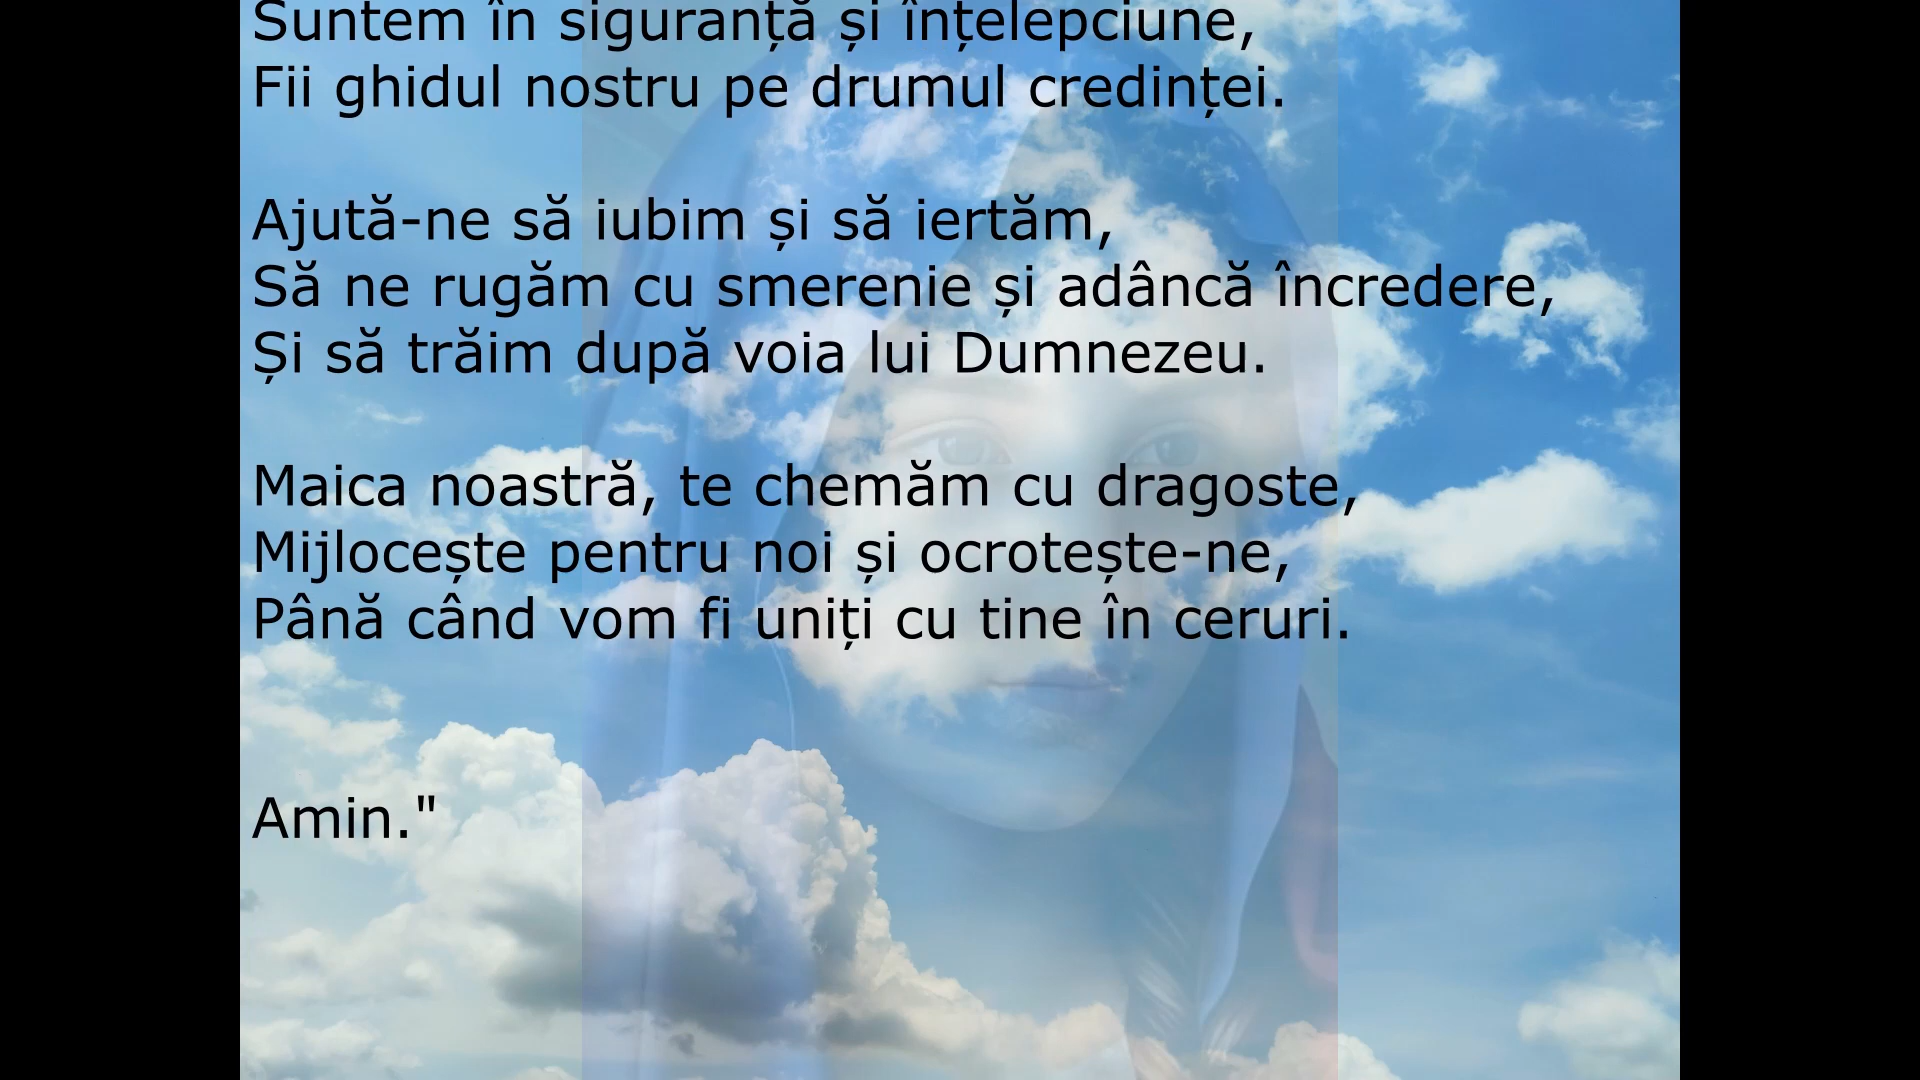 Suntem în siguranță și înțelepciune,
Fii ghidul nostru pe drumul credinței.
Ajută-ne să iubim și să iertăm,
Să ne rugăm cu smerenie și adâncă încredere,
Și să trăim după voia lui Dumnezeu.
Maica noastră, te chemăm cu dragoste,
Mijlocește pentru noi și ocrotește-ne,
Până când vom fi uniți cu tine în ceruri.
Amin."